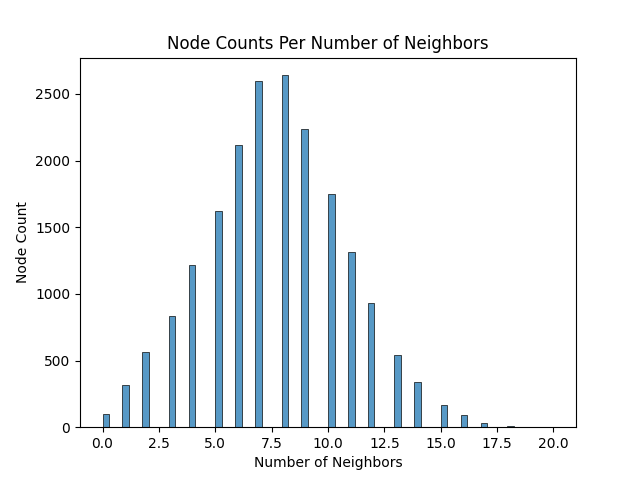 Node Counts Per Number of Neighbors
Node Count
2500
2000
1500
1000
500
0
0.0 2.5 5.0 7.5 10.0 12.5 15.0 17.5 20.0
Number of Neighbors